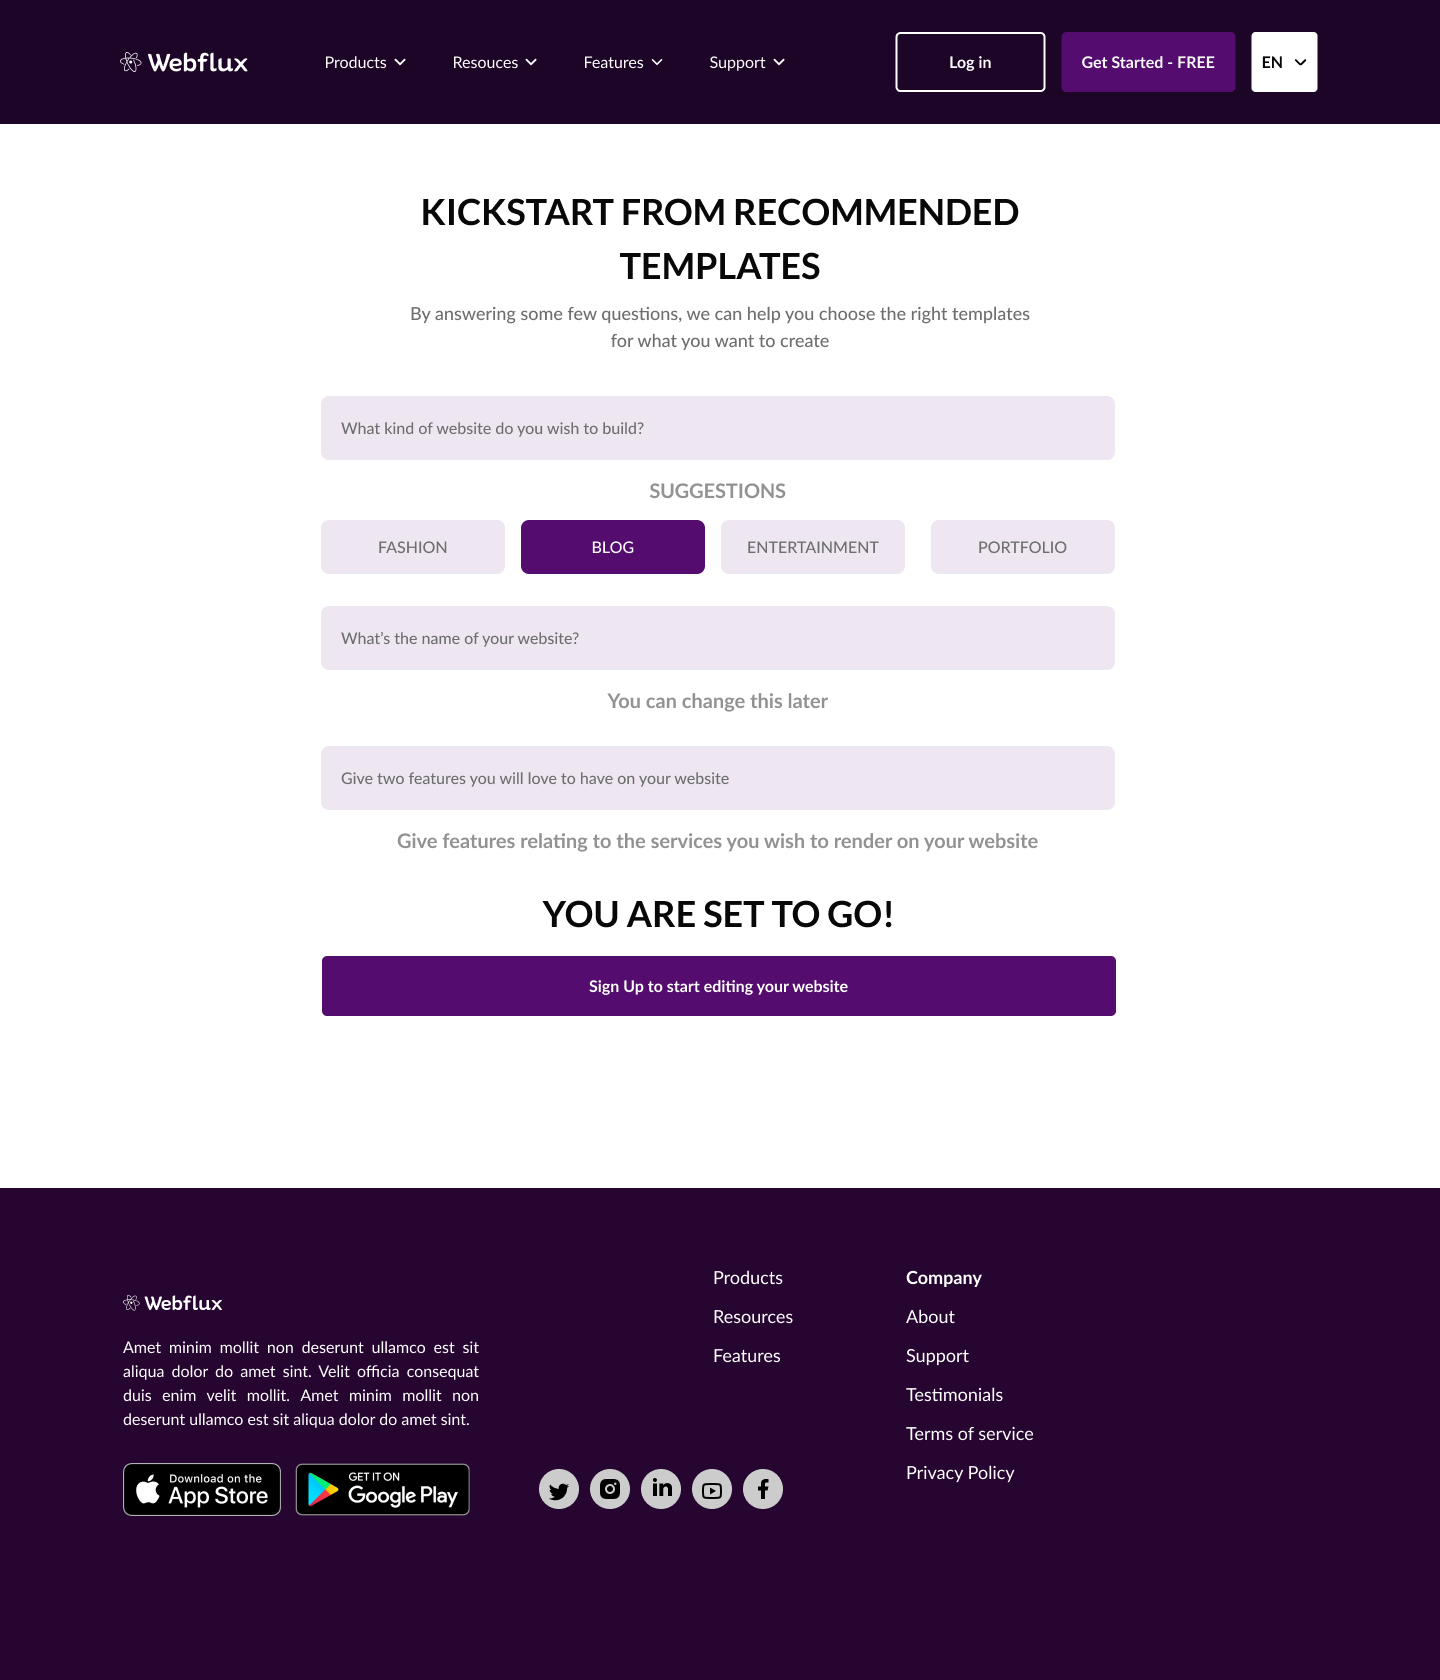 Webflux
Products
Resouces
Features
Support
Log in
Get Started - FREE
EN
KICKSTART FROM RECOMMENDED
TEMPLATES
By answering some few questions, we can help you choose the right templates
for what you want to create
What kind of website do you wish to build?
SUGGESTIONS
FASHION
BLOG
ENTERTAINMENT
PORTFOLIO
What's the name of your website?
You can change this later
Give two features you will love to have on your website
Give features relating to the services you wish to render on your website
YOU ARE SET TO GO!
Sign Up to start editing your website
Webflux
Amet minim mollit non deserunt ullamco est sit
aliqua dolor do amet sint. Velit officia consequat
duis enim velit mollit. Amet minim mollit non
deserunt ullamco est sit aliqua dolor do amet sint.
Download on the
App Store
GET IT ON
Google Play
in
f
Products
Resources
Features
Company
About
Support
Testimonials
Terms of service
Privacy Policy